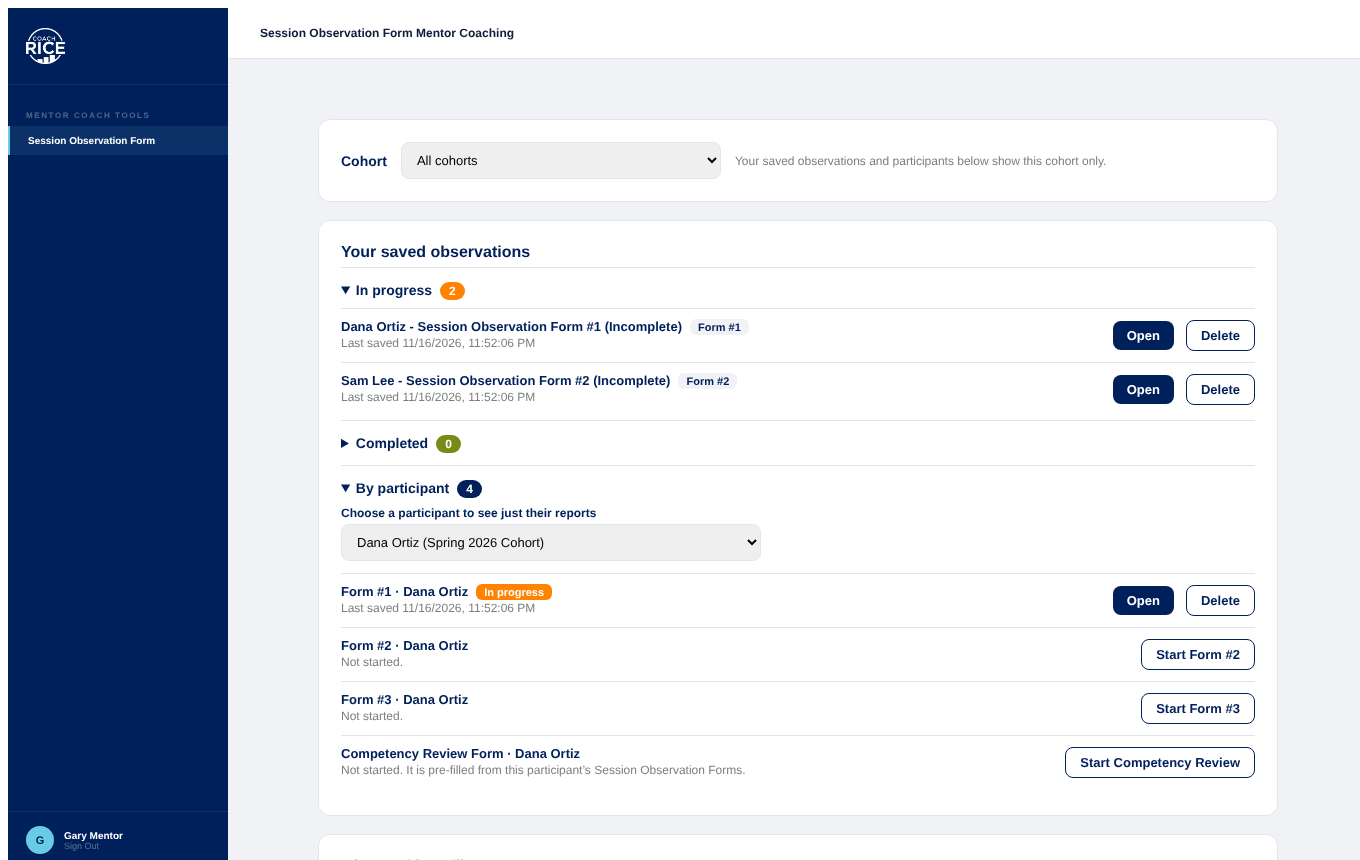 COACH
RICE
Session Observation Form Mentor Coaching
MENTOR COACH TOOLS
Session Observation Form
Cohort
All cohorts
Your saved observations and participants below show this cohort only.
Your saved observations
In progress 2
Dana Ortiz - Session Observation Form #1 (Incomplete) Form #1
Last saved 11/16/2026, 11:52:06 PM
Open Delete
Sam Lee - Session Observation Form #2 (Incomplete) Form #2
Last saved 11/16/2026, 11:52:06 PM
Open Delete
Completed 0
By participant 4
Choose a participant to see just their reports
Dana Ortiz (Spring 2026 Cohort)
Form #1 · Dana Ortiz In progress
Last saved 11/16/2026, 11:52:06 PM
Open Delete
Form #2 · Dana Ortiz
Not started.
Start Form #2
Form #3 · Dana Ortiz
Not started.
Start Form #3
Competency Review Form · Dana Ortiz
Not started. It is pre-filled from this participant’s Session Observation Forms.
Start Competency Review
G
Gary Mentor
Sign Out